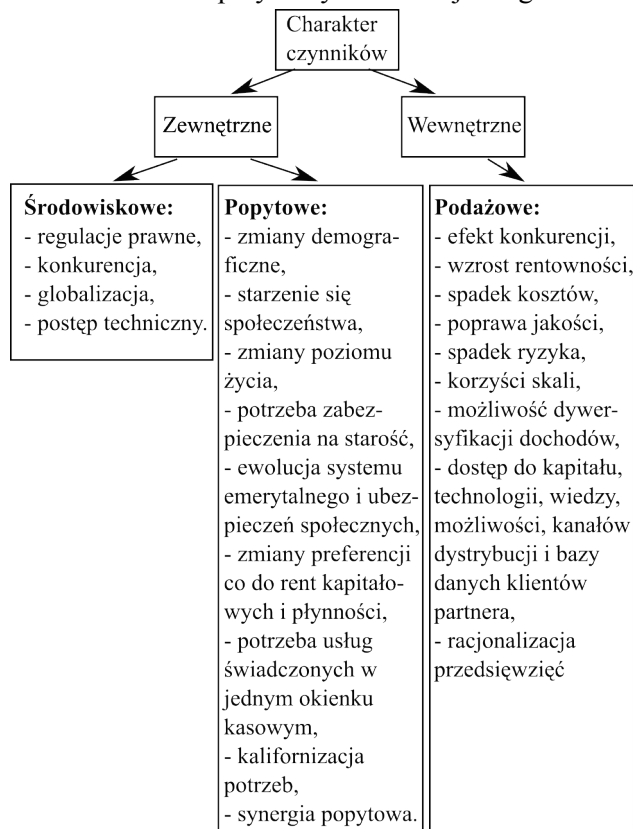 Charakter
czynników
Zewnętrzne
Wewnętrzne
Środowiskowe:
- regulacje prawne,
- konkurencja,
- globalizacja,
- postęp techniczny.
Popytowe:
- zmiany demogra-
ficzne,
- starzenie się
społeczeństwa,
- zmiany poziomu
życia,
- potrzeba zabez-
pieczenia na starość,
- ewolucja systemu
emerytalnego i ubez-
pieczeń społecznych,
- zmiany preferencji
co do rent kapitało-
wych i płynności,
- potrzeba usług
świadczonych w
jednym okienku
kasowym,
- kalifornizacja
potrzeb,
- synergia popytowa.
Podażowe:
- efekt konkurencji,
- wzrost rentowności,
- spadek kosztów,
- poprawa jakości,
- spadek ryzyka,
- korzyści skali,
- możliwość dywer-
syfikacji dochodów,
- dostęp do kapitału,
technologii, wiedzy,
możliwości, kanałów
dystrybucji i bazy
danych klientów
partnera,
- racjonalizacja
przedsięwzięć